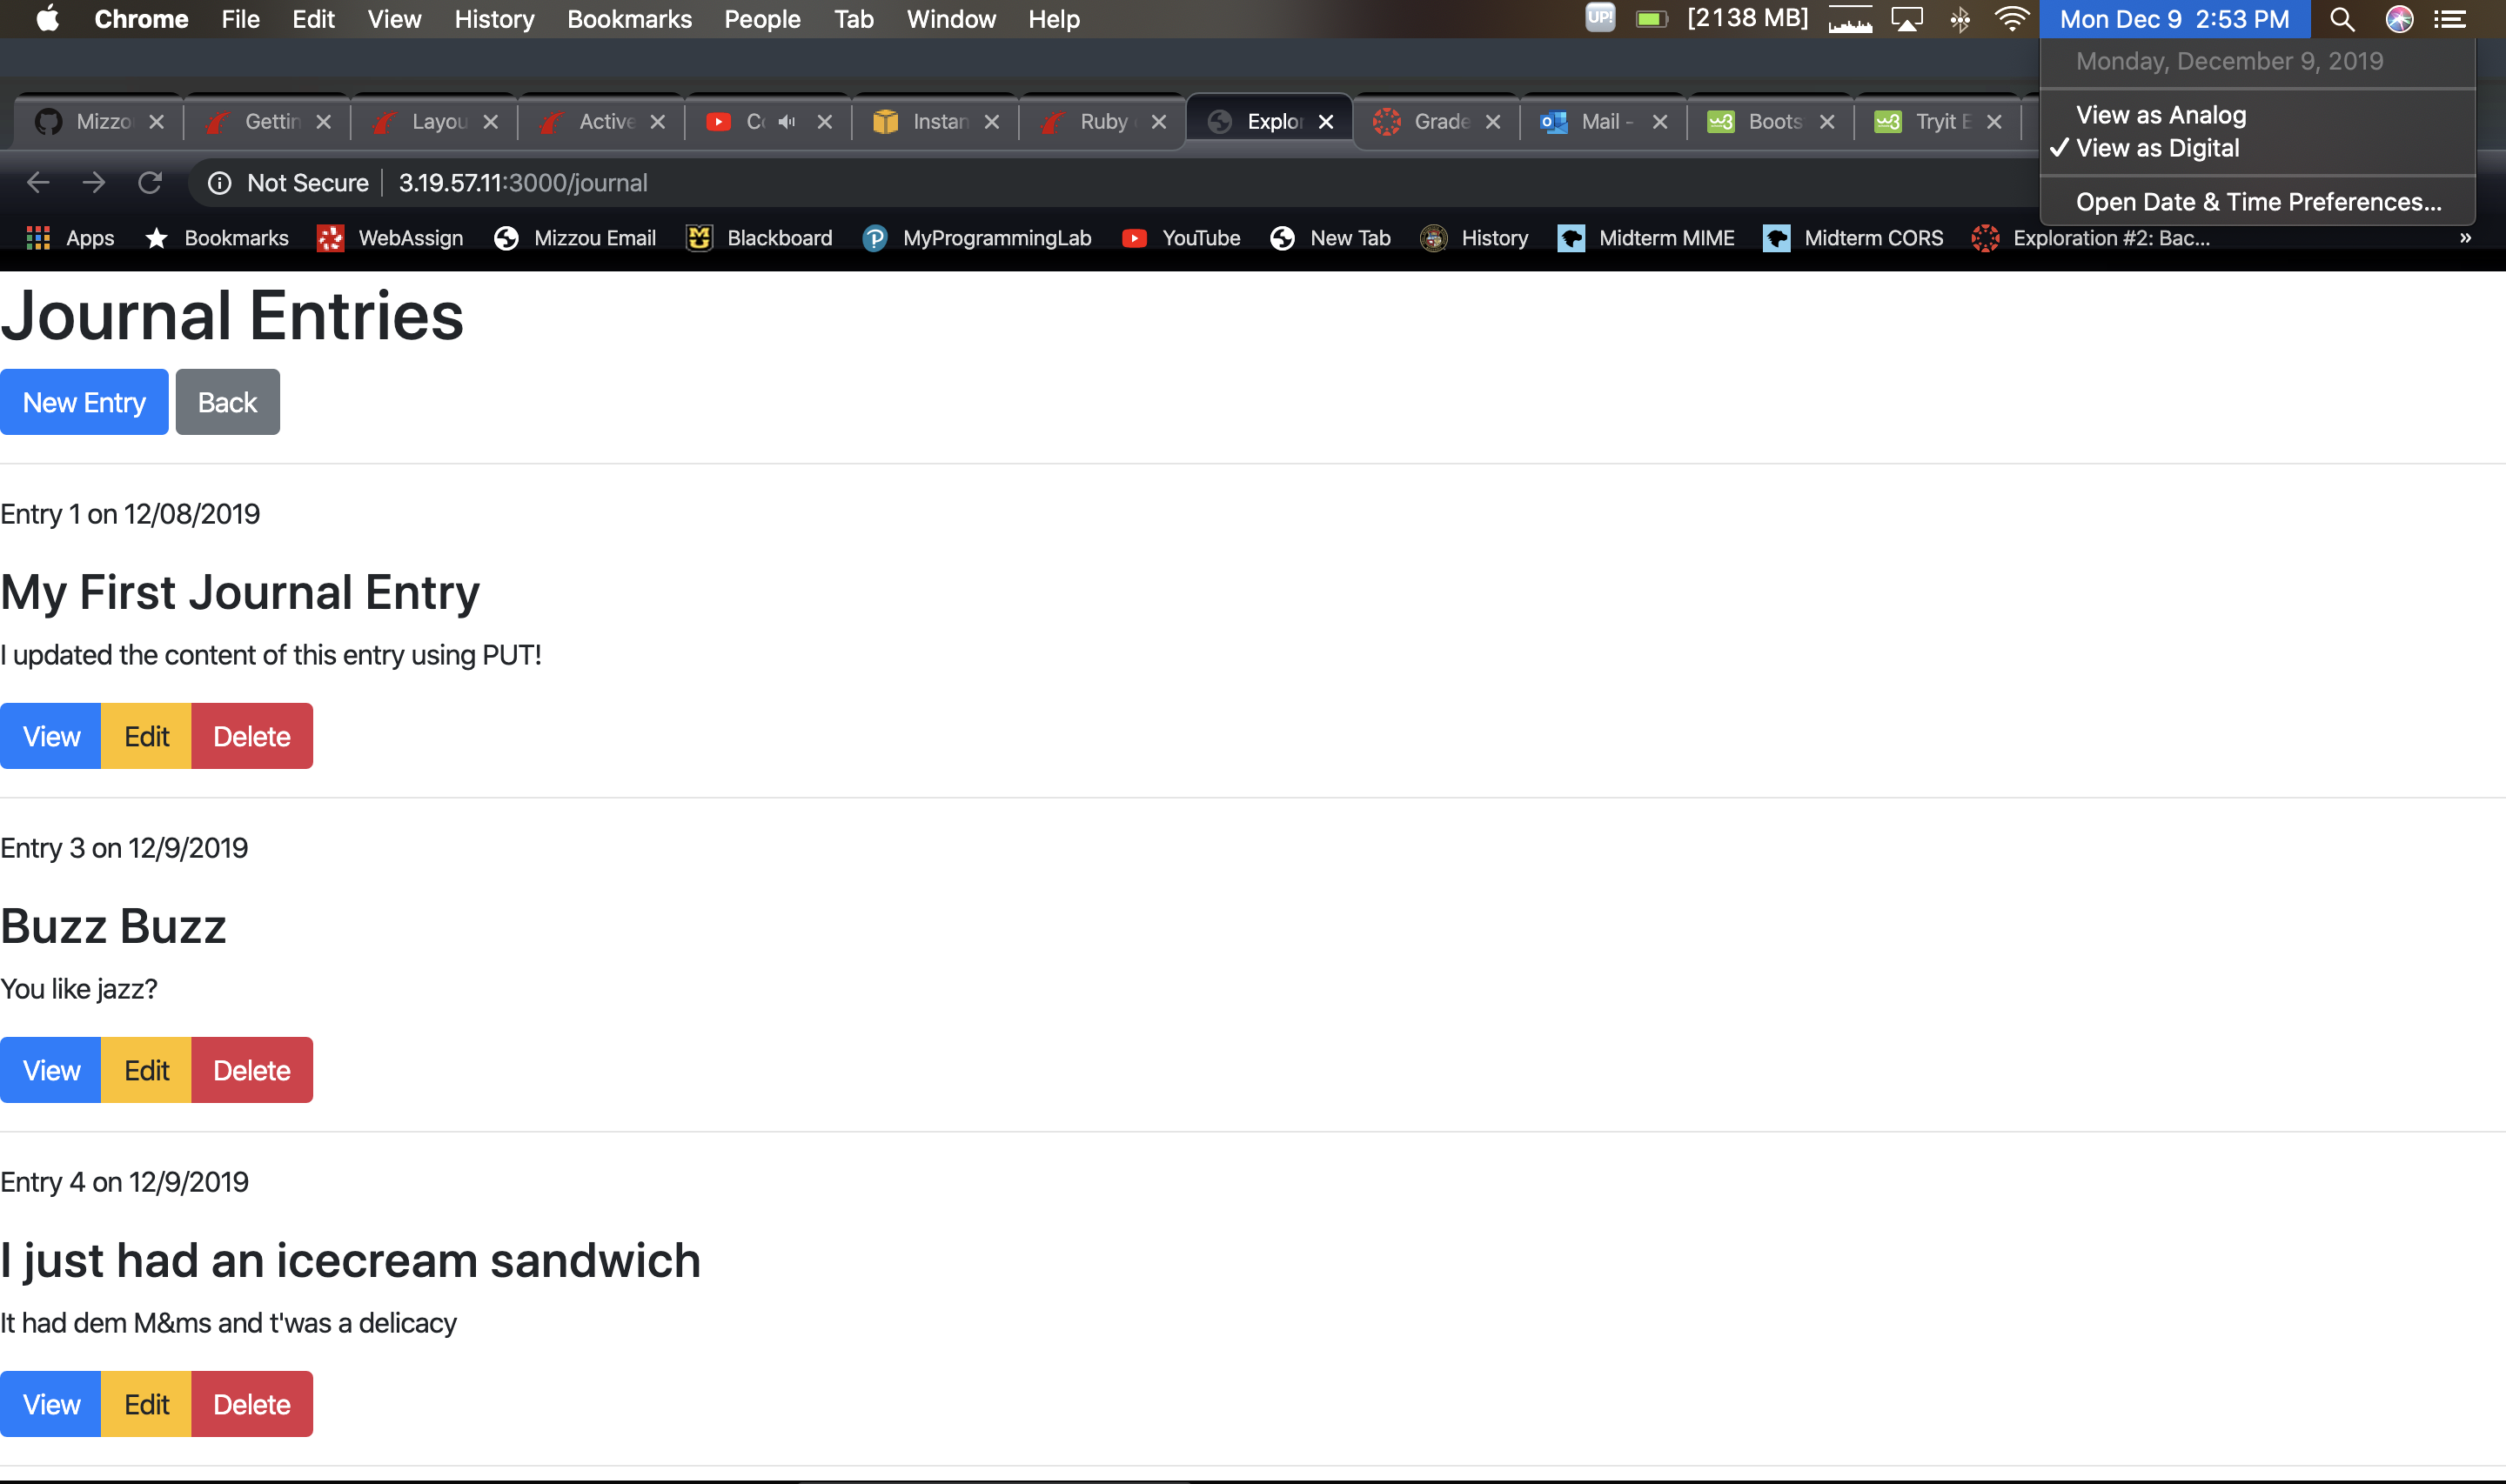 Chrome File Edit View History Bookmarks People Tab Window Help UP! [2138 MB] Mon Dec 9 2:53 PM
Monday, December 9, 2019
View as Analog
✓ View as Digital
Open Date & Time Preferences...
Mizzo Gettin Layou Active Co Instan Ruby Explor Grade Mail - Boots Tryit E
Not Secure 3.19.57.11:3000/journal
Apps Bookmarks WebAssign Mizzou Email Blackboard MyProgrammingLab YouTube New Tab History Midterm MIME Midterm CORS Exploration #2: Bac... »
Journal Entries
New Entry Back
Entry 1 on 12/08/2019
My First Journal Entry
I updated the content of this entry using PUT!
View Edit Delete
Entry 3 on 12/9/2019
Buzz Buzz
You like jazz?
View Edit Delete
Entry 4 on 12/9/2019
I just had an icecream sandwich
It had dem M&ms and t'was a delicacy
View Edit Delete